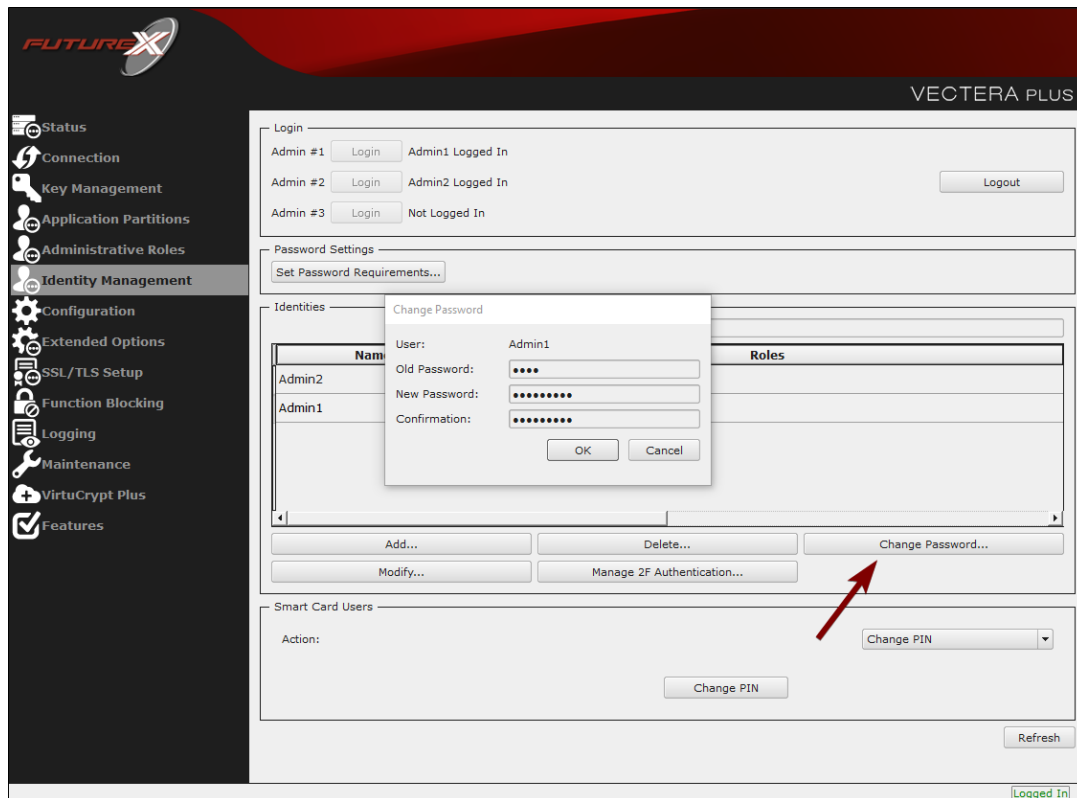 FUTUREX
VECTERA PLUS
Status
Connection
Key Management
Application Partitions
Administrative Roles
Identity Management
Configuration
Extended Options
SSL/TLS Setup
Function Blocking
Logging
Maintenance
VirtuCrypt Plus
Features
Login
Admin #1 Login Admin1 Logged In
Admin #2 Login Admin2 Logged In
Logout
Admin #3 Login Not Logged In
Password Settings
Set Password Requirements...
Identities
Nam
Roles
Admin2
Admin1
Change Password
User: Admin1
Old Password: ••••
New Password: •••••••••
Confirmation: •••••••••
OK Cancel
Add... Delete... Change Password...
Modify... Manage 2F Authentication...
Smart Card Users
Action: Change PIN
Change PIN
Refresh
Logged In